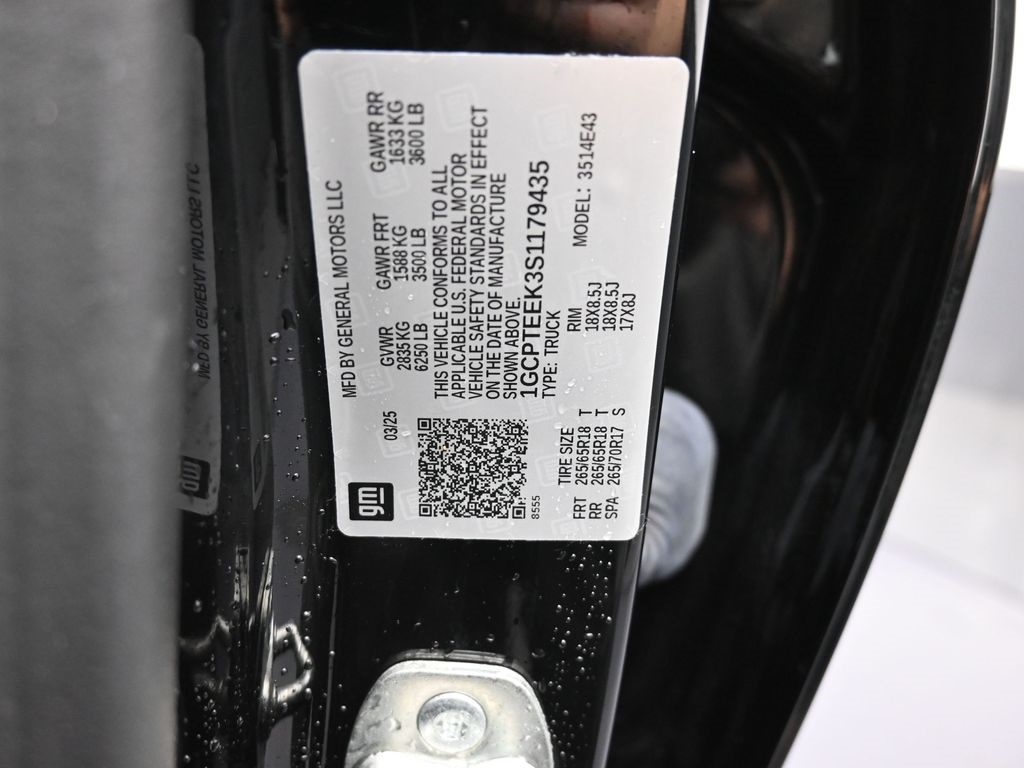 gm
MFD BY GENERAL MOTORS LLC
03/25
GVWR GAWR FRT GAWR RR
2835 KG 1588 KG 1633 KG
6250 LB 3500 LB 3600 LB
THIS VEHICLE CONFORMS TO ALL
APPLICABLE U.S. FEDERAL MOTOR
VEHICLE SAFETY STANDARDS IN EFFECT
ON THE DATE OF MANUFACTURE
SHOWN ABOVE.
1GCPTEEK3S1179435
8555
TYPE: TRUCK
MODEL: 3514E43
TIRE SIZE RIM
FRT 265/65R18 T 18X8.5J
RR 265/65R18 T 18X8.5J
SPA 265/70R17 S 17X8J